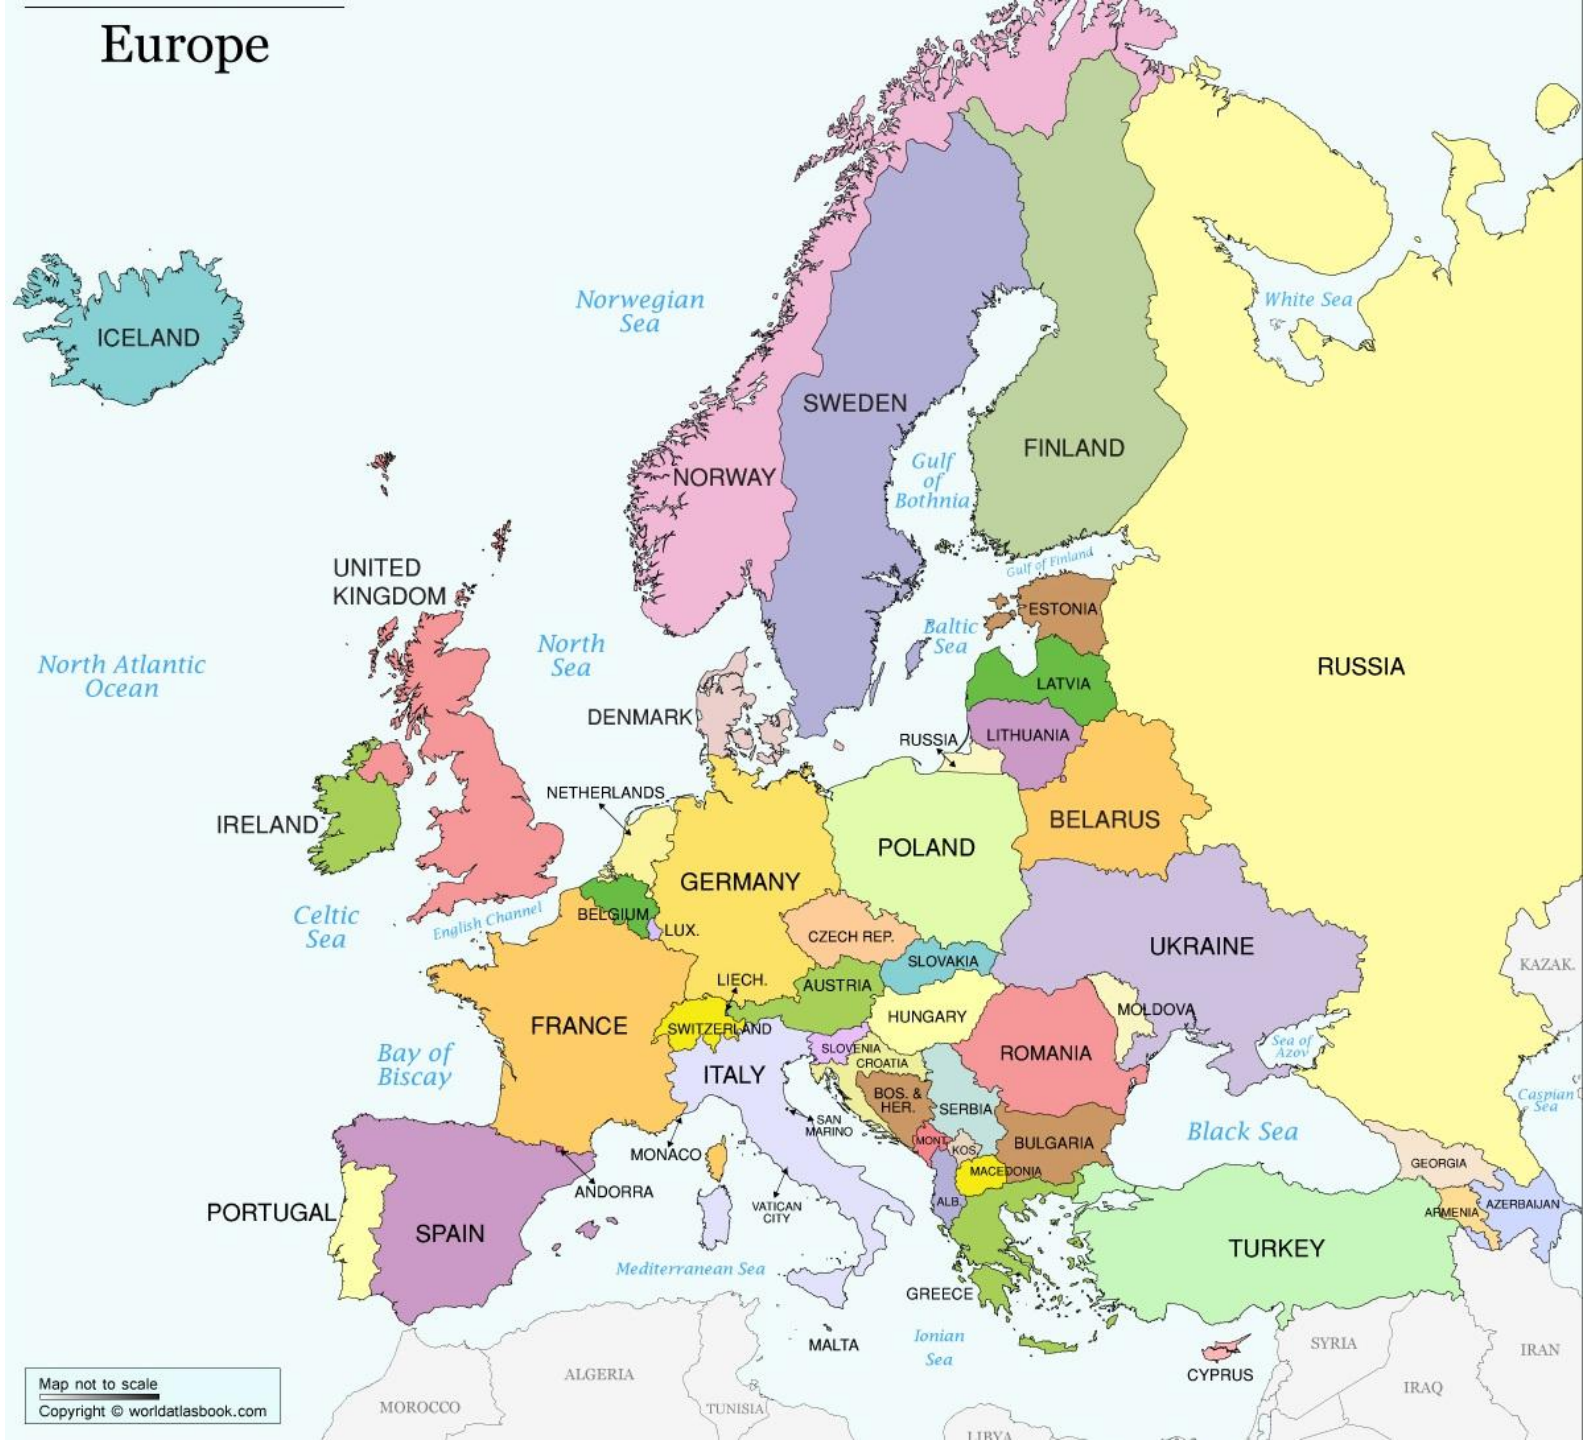 Europe
ICELAND
Norwegian
Sea
White Sea
SWEDEN
FINLAND
NORWAY
Gulf
of
Bothnia
Gulf of Finland
UNITED
KINGDOM
ESTONIA
North
Sea
Baltic
Sea
North Atlantic
Ocean
RUSSIA
LATVIA
DENMARK
LITHUANIA
RUSSIA
NETHERLANDS
IRELAND
BELARUS
POLAND
GERMANY
Celtic
Sea
English Channel
BELGIUM
LUX.
CZECH REP.
UKRAINE
SLOVAKIA
KAZAK.
LIECH.
AUSTRIA
MOLDOVA
HUNGARY
FRANCE
SWITZERLAND
SLOVENIA
ROMANIA
Sea of
Azov
Bay of
Biscay
CROATIA
ITALY
BOS. &
HER.
SERBIA
Caspian
Sea
SAN
MARINO
Black Sea
MONT.
KOS.
BULGARIA
MONACO
GEORGIA
MACEDONIA
ANDORRA
ALB.
AZERBAIJAN
PORTUGAL
VATICAN
CITY
ARMENIA
SPAIN
TURKEY
Mediterranean Sea
GREECE
MALTA
Ionian
Sea
SYRIA
IRAN
CYPRUS
ALGERIA
IRAQ
MOROCCO
TUNISIA
LIBYA
Map not to scale
Copyright © worldatlasbook.com